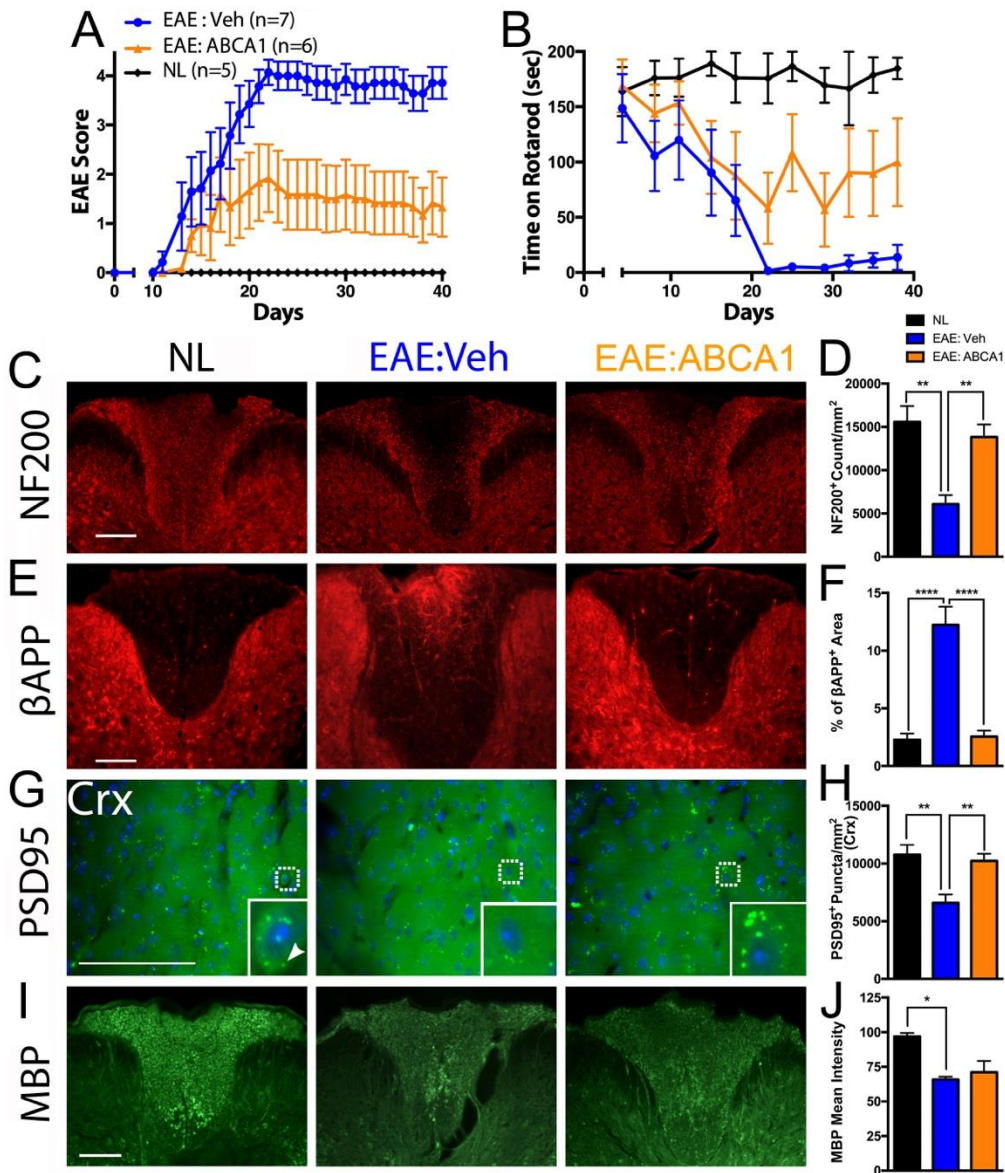 A
EAE : Veh (n=7)
EAE: ABCA1 (n=6)
NL (n=5)
EAE Score
4
3
2
1
0
0 10 20 30 40
Days
B
Time on Rotarod (sec)
200
150
100
50
0
0 10 20 30 40
Days
NL
EAE:Veh
EAE:ABCA1
C
NL
EAE:Veh
EAE:ABCA1
NF200
D
NF200+ Count/mm2
20000
15000
10000
5000
0
** **
E
βAPP
F
% of βAPP+ Area
15
10
5
0
**** ****
G
Crx
PSD95
H
PSD95+ Puncta/mm2
(Crx)
15000
10000
5000
0
** **
I
MBP
J
MBP Mean Intensity
125
100
75
50
25
0
*